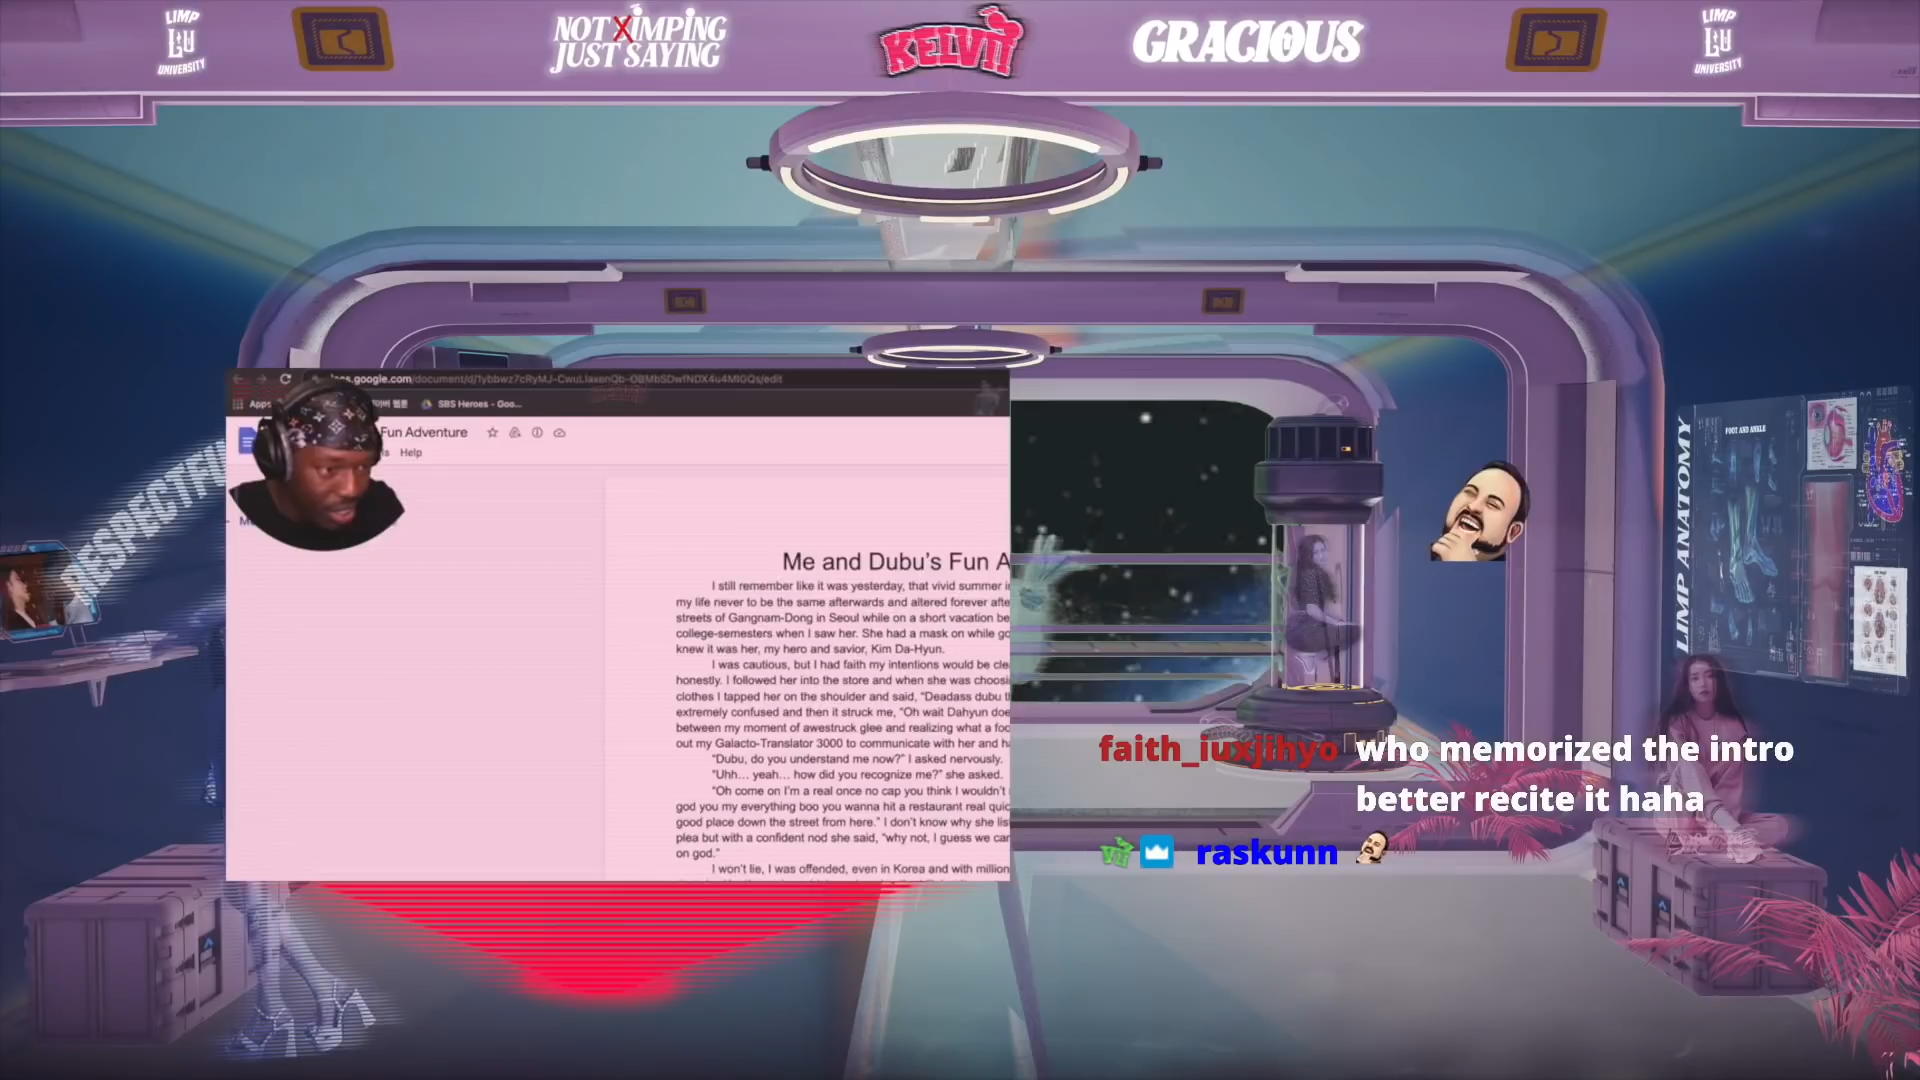 LIMP
LU
UNIVERSITY
NOT XIMPING
JUST SAYING
KELVII
GRACIOUS
LIMP
LU
UNIVERSITY
google.com/document/d/1ybbwz7cRyMJ-CwuLlaxenQb-OBMbSDwfNDX4u4MlGQs/edit
Apps
SBS Heroes - Goo...
Fun Adventure
Help
Me and Dubu's Fun A
I still remember like it was yesterday, that vivid summer i
my life never to be the same afterwards and altered forever afte
streets of Gangnam-Dong in Seoul while on a short vacation be
college-semesters when I saw her. She had a mask on while go
knew it was her, my hero and savior, Kim Da-Hyun.
I was cautious, but I had faith my intentions would be cle
honestly. I followed her into the store and when she was choosi
clothes I tapped her on the shoulder and said, "Deadass dubu t
extremely confused and then it struck me, "Oh wait Dahyun doe
between my moment of awestruck glee and realizing what a foo
out my Galacto-Translator 3000 to communicate with her and ha
"Dubu, do you understand me now?" I asked nervously.
"Uhh... yeah... how did you recognize me?" she asked.
"Oh come on I'm a real once no cap you think I wouldn't
god you my everything boo you wanna hit a restaurant real quic
good place down the street from here." I don't know why she lis
plea but with a confident nod she said, "why not, I guess we can
on god."
I won't lie, I was offended, even in Korea and with million
RESPECTFU
FOOT AND ANKLE
LIMP ANATOMY
faith_iuxjihyo who memorized the intro
better recite it haha
raskunn